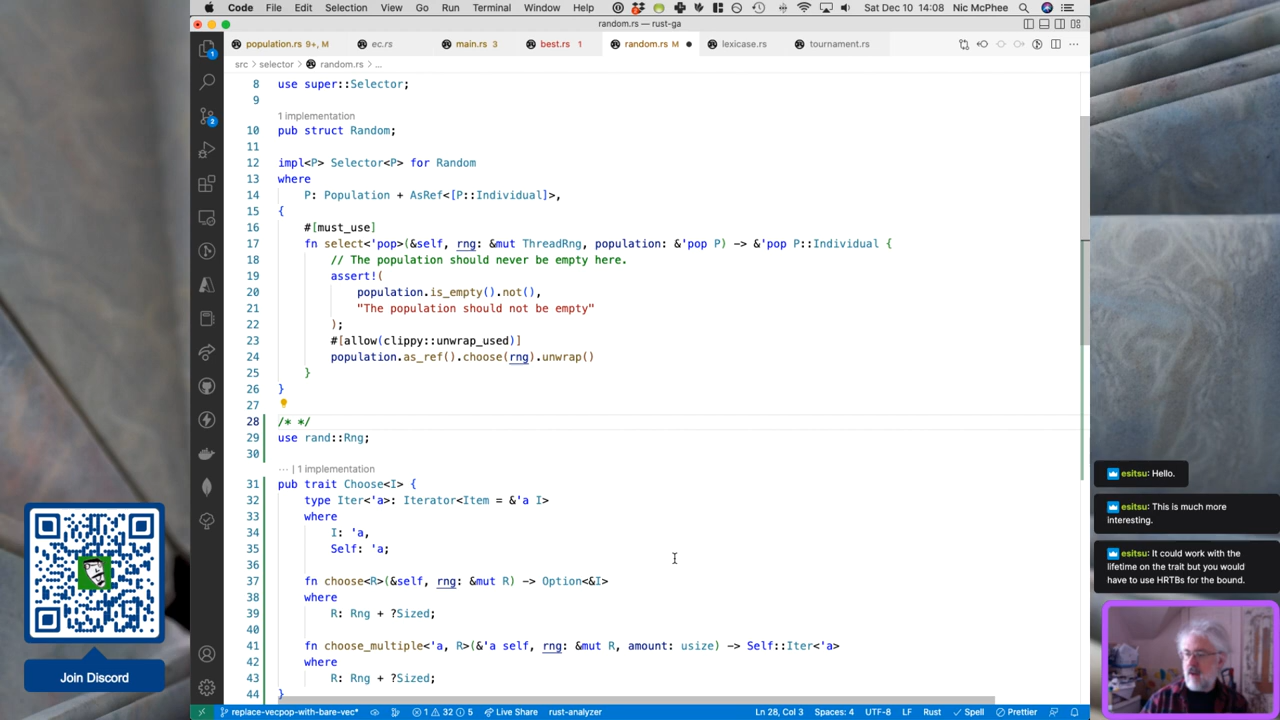 Code File Edit Selection View Go Run Terminal Window Help Sat Dec 10 14:08 Nic McPhee
random.rs — rust-ga
population.rs 9+, M ec.rs main.rs 3 best.rs 1 random.rs M lexicase.rs tournament.rs
src > selector > random.rs > ...
8 use super::Selector;
9
1 implementation
10 pub struct Random;
11
12 impl<P> Selector<P> for Random
13 where
14 P: Population + AsRef<[P::Individual]>,
15 {
16 #[must_use]
17 fn select<'pop>(&self, rng: &mut ThreadRng, population: &'pop P) -> &'pop P::Individual {
18 // The population should never be empty here.
19 assert!(
20 population.is_empty().not(),
21 "The population should not be empty"
22 );
23 #[allow(clippy::unwrap_used)]
24 population.as_ref().choose(rng).unwrap()
25 }
26 }
27
28 /* */
29 use rand::Rng;
30
... | 1 implementation
31 pub trait Choose<I> {
32 type Iter<'a>: Iterator<Item = &'a I>
33 where
34 I: 'a,
35 Self: 'a;
36
37 fn choose<R>(&self, rng: &mut R) -> Option<&I>
38 where
39 R: Rng + ?Sized;
40
41 fn choose_multiple<'a, R>(&'a self, rng: &mut R, amount: usize) -> Self::Iter<'a>
42 where
43 R: Rng + ?Sized;
44 }
replace-vecpop-with-bare-vec* 1 32 5 Live Share rust-analyzer Ln 28, Col 3 Spaces: 4 UTF-8 LF Rust Spell Prettier
1
2
Join Discord
esitsu: Hello.
esitsu: This is much more
interesting.
esitsu: It could work with the
lifetime on the trait but you would
have to use HRTBs for the bound.